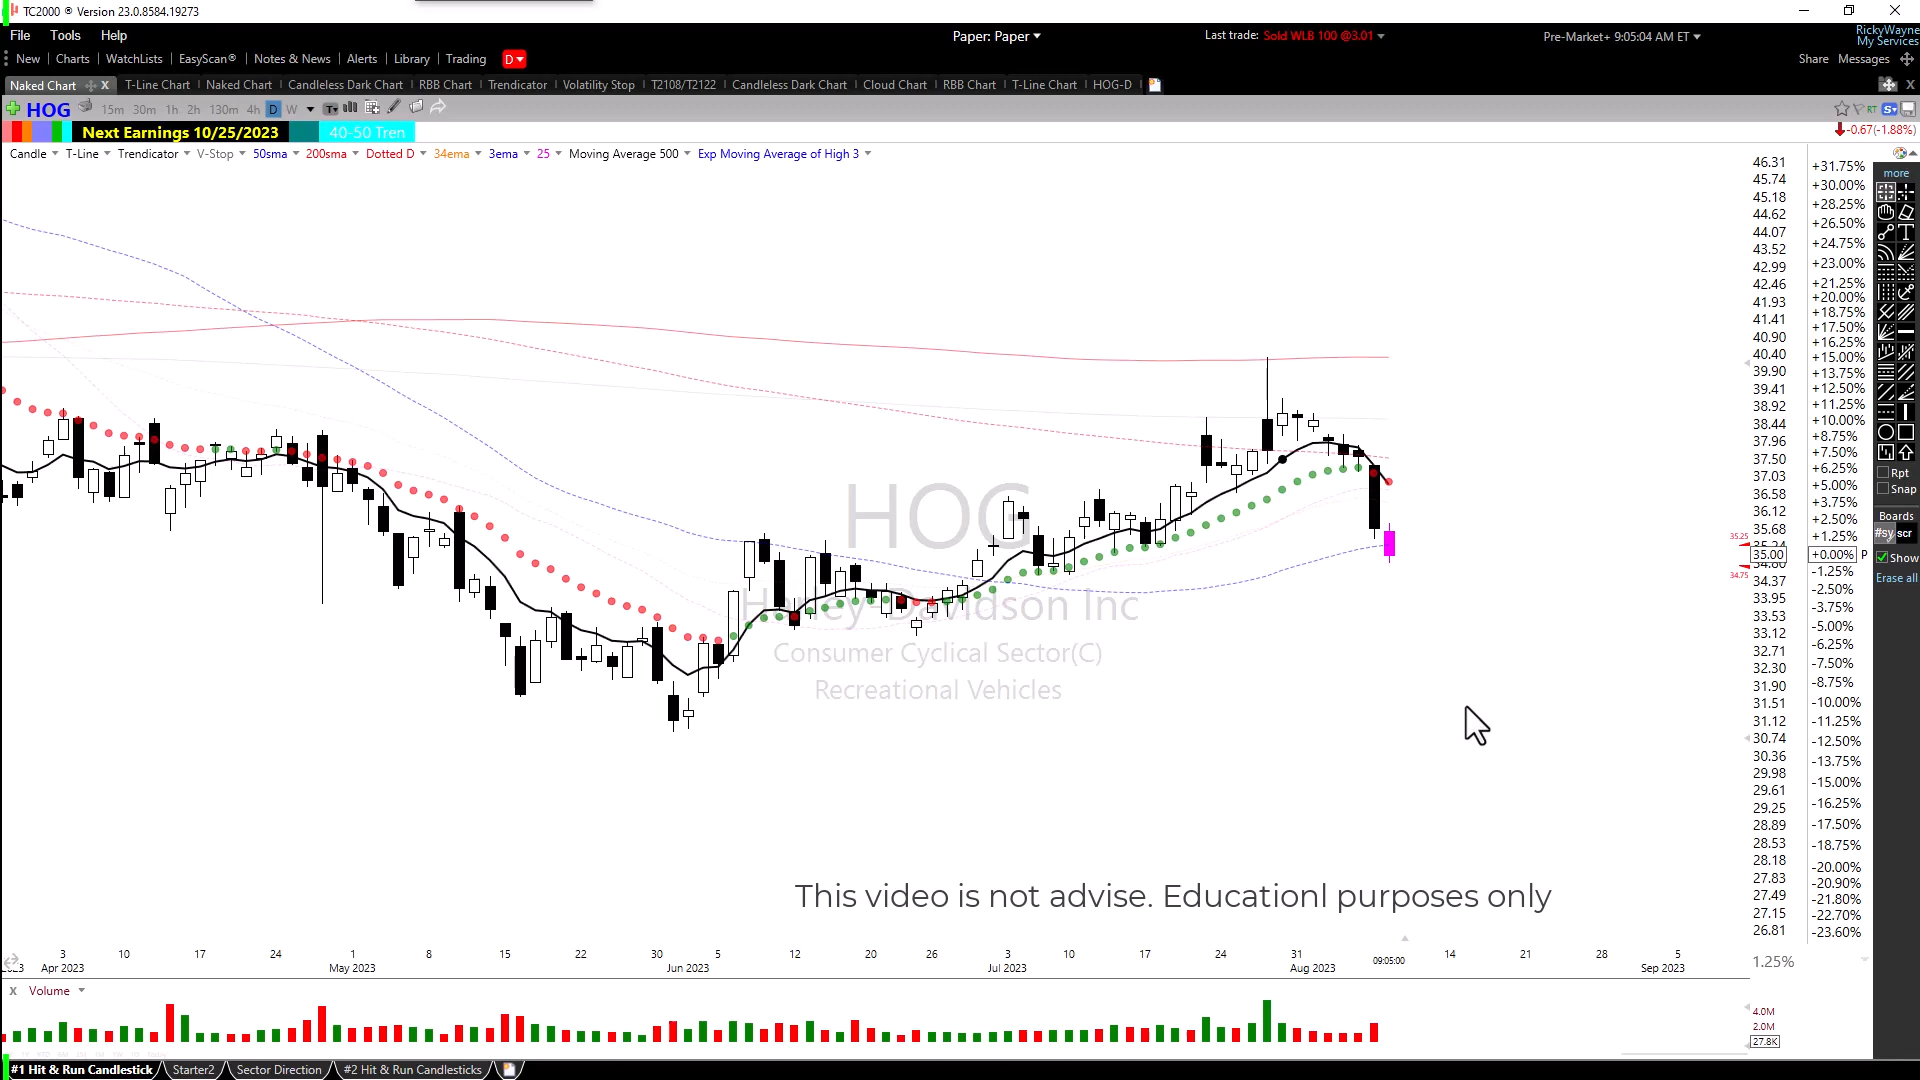 TC2000 ® Version 23.0.8584.19273
File Tools Help
Paper: Paper
Last trade: Sold WLB 100 @3.01
Pre-Market+ 9:05:04 AM ET
RickyWayne
My Services
New Charts WatchLists EasyScan® Notes & News Alerts Library Trading D
Share Messages
Naked Chart X T-Line Chart Naked Chart Candleless Dark Chart RBB Chart Trendicator Volatility Stop T2108/T2122 Candleless Dark Chart Cloud Chart RBB Chart T-Line Chart HOG-D
HOG 15m 30m 1h 2h 130m 4h D W
RT
Next Earnings 10/25/2023
40-50 Tren
-0.67(-1.88%)
Candle T-Line Trendicator V-Stop 50sma 200sma Dotted D 34ema 3ema 25 Moving Average 500 Exp Moving Average of High 3
46.31 +31.75%
more
45.74 +30.00%
45.18 +28.25%
44.62 +26.50%
44.07 +24.75%
43.52 +23.00%
42.99 +21.25%
42.46 +20.00%
41.93 +18.75%
41.41 +17.50%
40.90 +16.25%
40.40 +15.00%
39.90 +13.75%
39.41 +12.50%
38.92 +11.25%
38.44 +10.00%
37.96 +8.75%
37.50 +7.50%
37.03 +6.25%
36.58 +5.00%
36.12 +3.75%
35.68 +2.50%
+1.25%
35.25
35.00 +0.00% P
34.75
34.37 -1.25%
33.95 -2.50%
33.53 -3.75%
33.12 -5.00%
32.71 -6.25%
32.30 -7.50%
31.90 -8.75%
31.51 -10.00%
31.12 -11.25%
30.74 -12.50%
30.36 -13.75%
29.98 -15.00%
29.61 -16.25%
29.25 -17.50%
28.89 -18.75%
28.53 -20.00%
28.18 -20.90%
27.83 -21.80%
27.49 -22.70%
27.15 -23.60%
26.81
Rpt
Snap
Boards
#sy scr
Show
Erase all
HOG
Harley-Davidson Inc
Consumer Cyclical Sector(C)
Recreational Vehicles
This video is not advise. Educationl purposes only
3 10 17 24 1 8 15 22 30 5 12 20 26 3 10 17 24 31 09:05:00 14 21 28 5
Apr 2023 May 2023 Jun 2023 Jul 2023 Aug 2023 Sep 2023
1.25%
X Volume
4.0M
2.0M
27.8K
#1 Hit & Run Candlestick Starter2 Sector Direction #2 Hit & Run Candlesticks